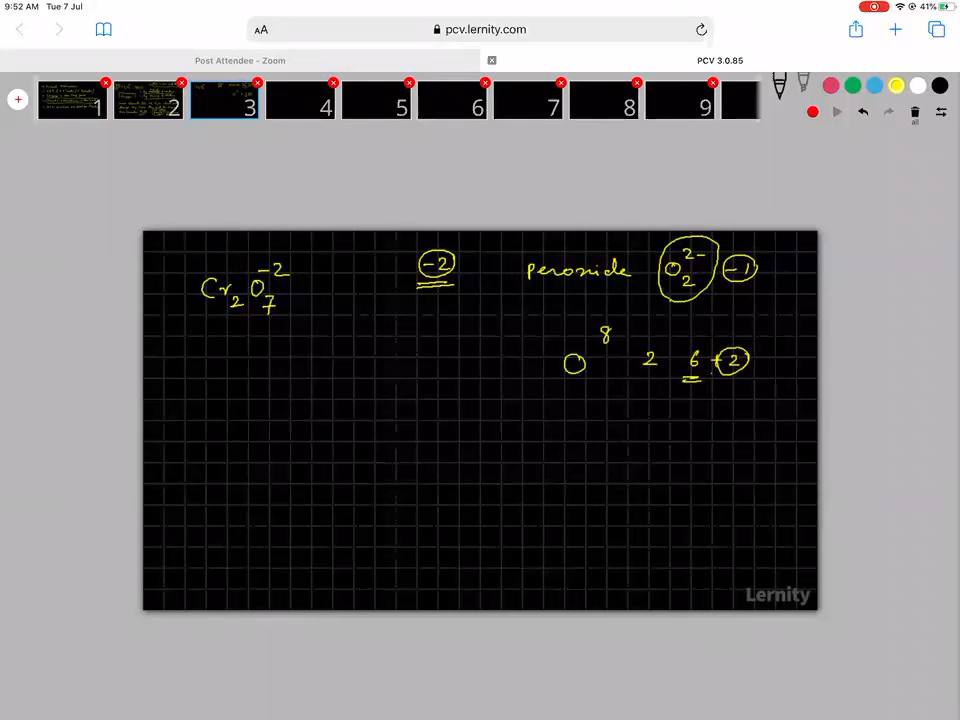 9:52 AM Tue 7 Jul 41%
AA pcv.lernity.com
Post Attendee - Zoom PCV 3.0.85
1 2 3 4 5 6 7 8 9
all
Cr₂O₇⁻² -2 peroxide O₂²⁻ -1
8
O 2 6+2
Lernity